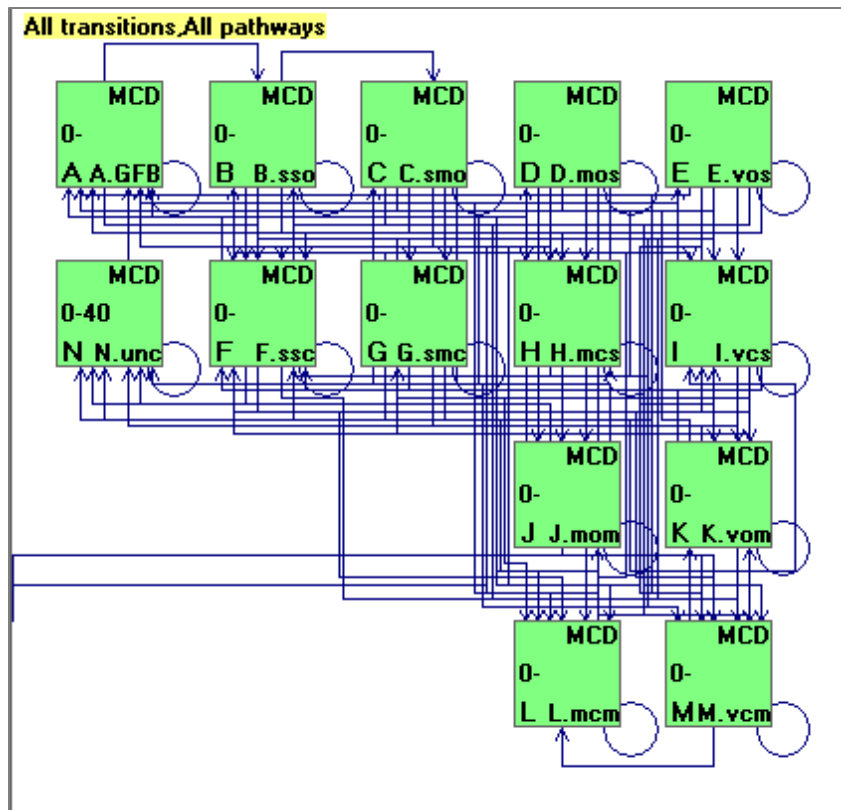 All transitions,All pathways
MCD MCD MCD MCD MCD
0- 0- 0- 0- 0-
A A.GFB B B.sso C C.smo D D.mos E E.vos
MCD MCD MCD MCD MCD
0-40 0- 0- 0- 0-
N N.unc F F.ssc G G.smc H H.mcs I I.vcs
MCD MCD
0- 0-
J J.mom K K.vom
MCD MCD
0- 0-
L L.mcm M M.vcm